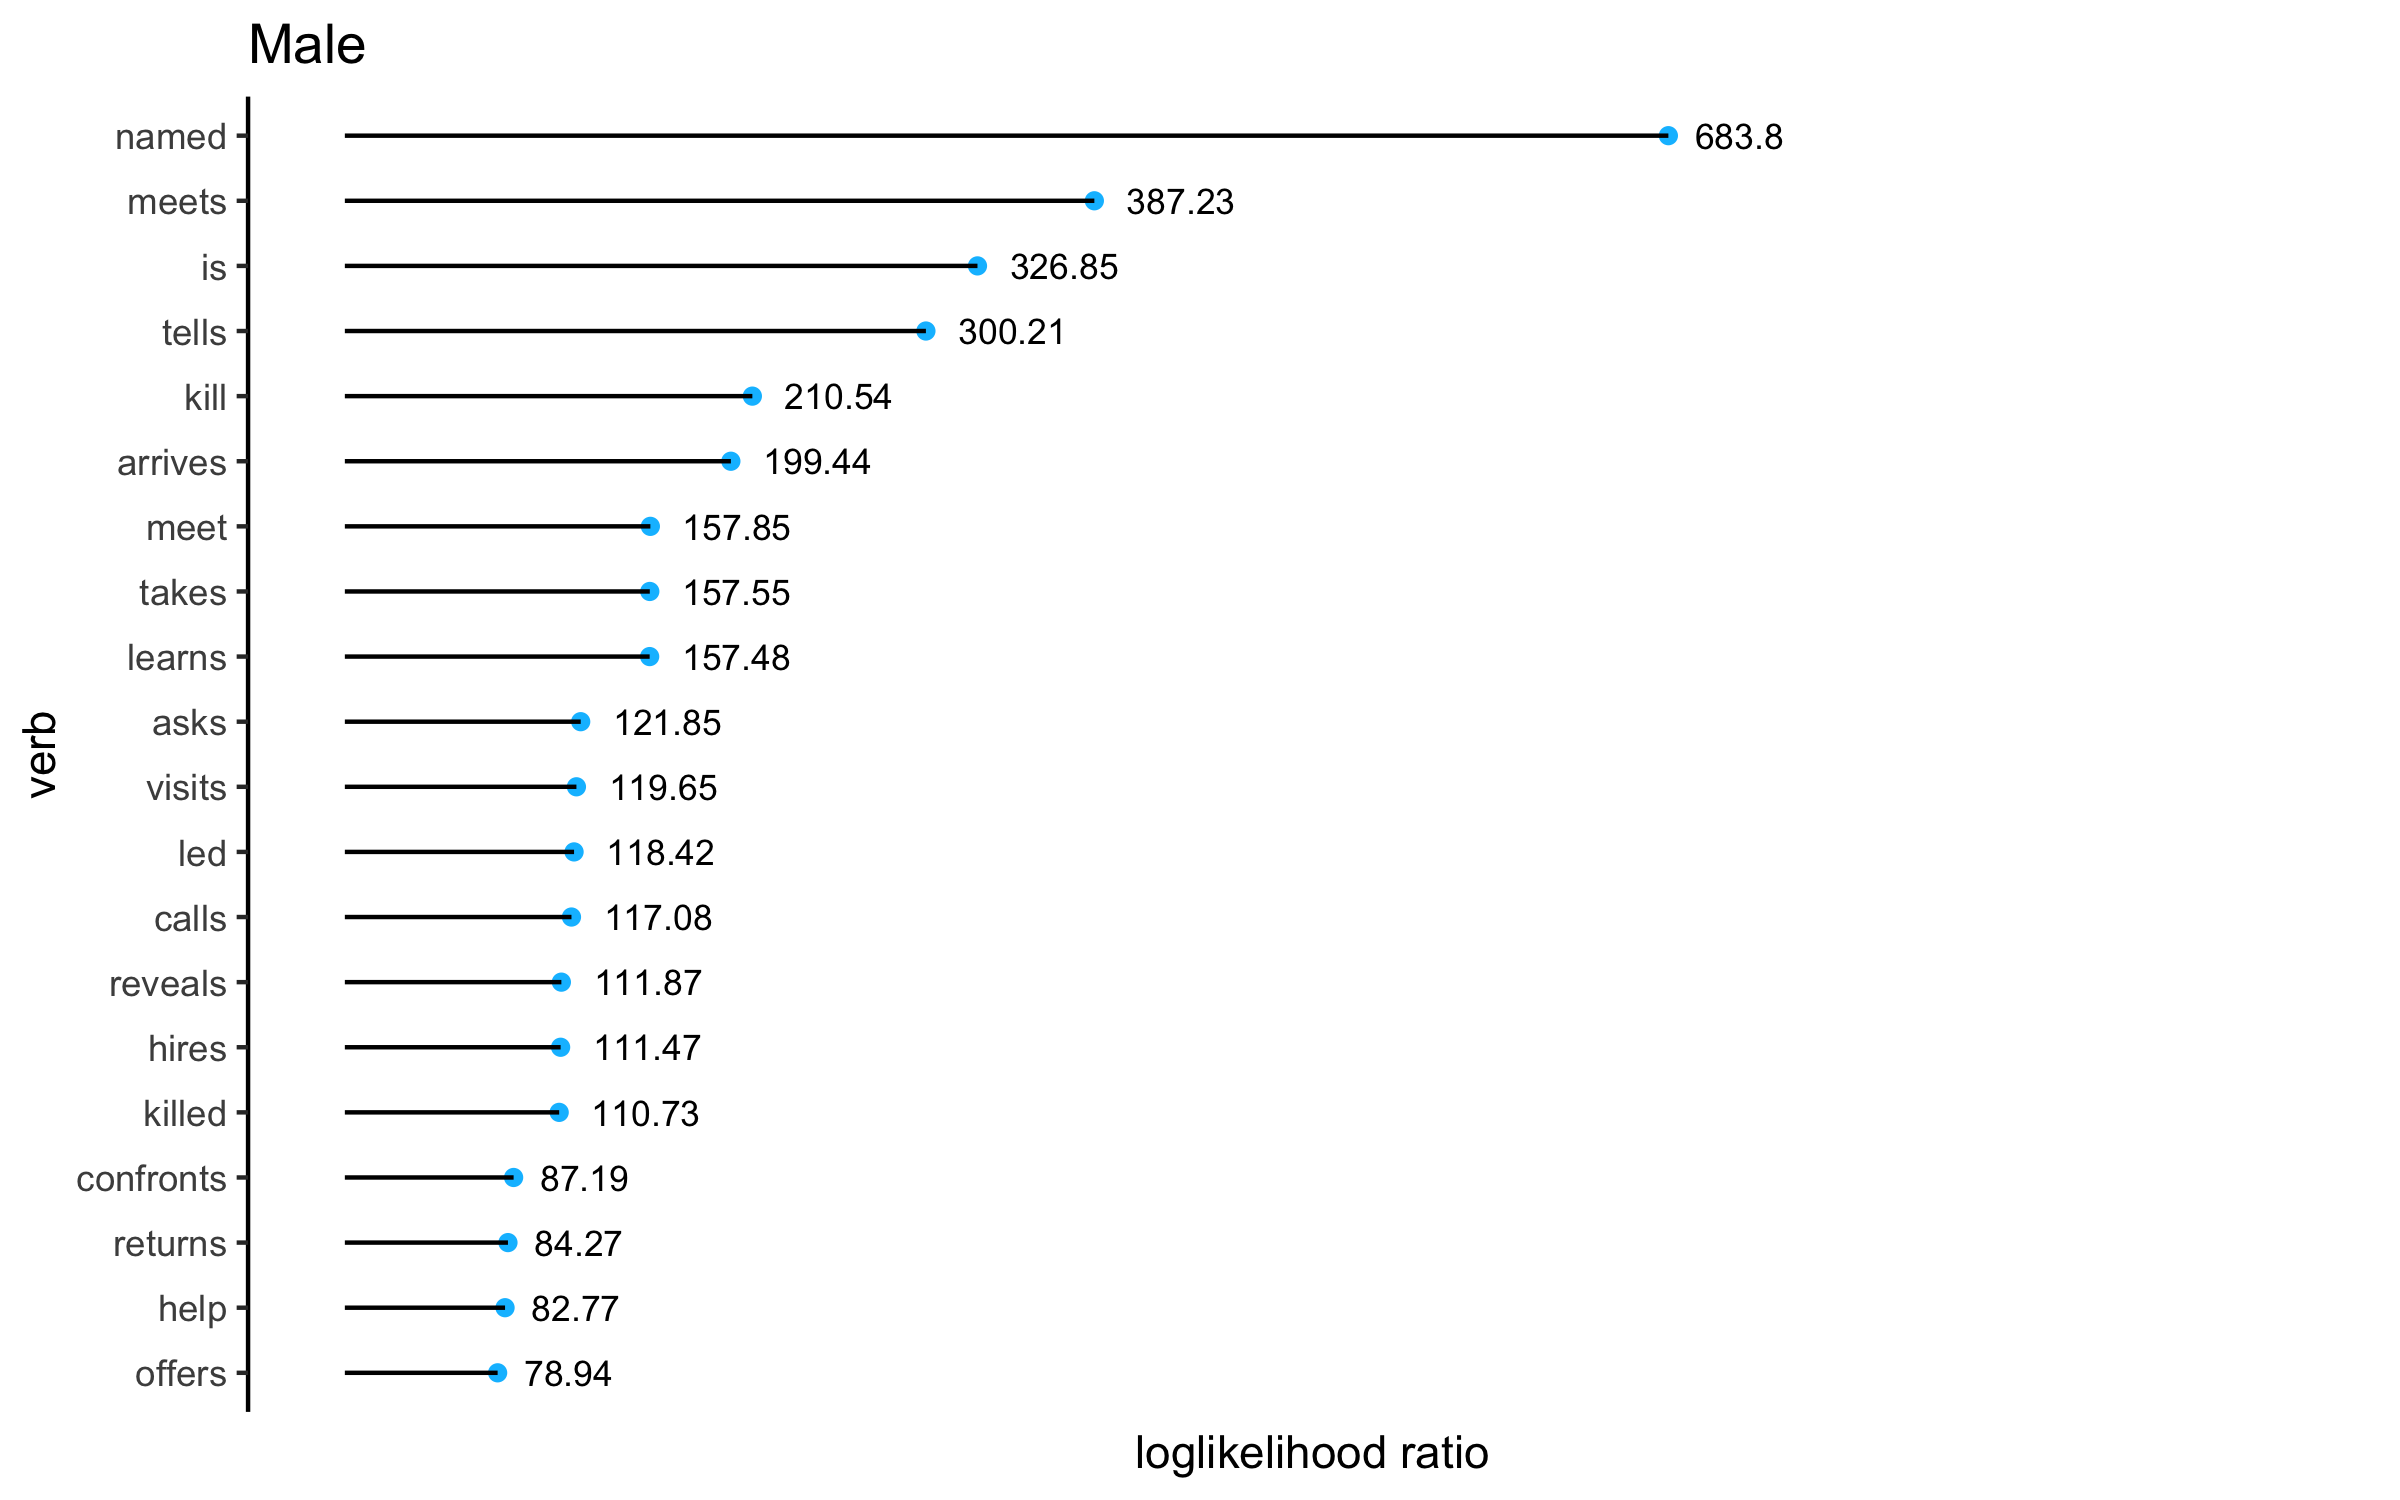 Male
named 683.8
meets 387.23
is 326.85
tells 300.21
kill 210.54
arrives 199.44
meet 157.85
takes 157.55
learns 157.48
asks 121.85
visits 119.65
led 118.42
calls 117.08
reveals 111.87
hires 111.47
killed 110.73
confronts 87.19
returns 84.27
help 82.77
offers 78.94
verb
loglikelihood ratio